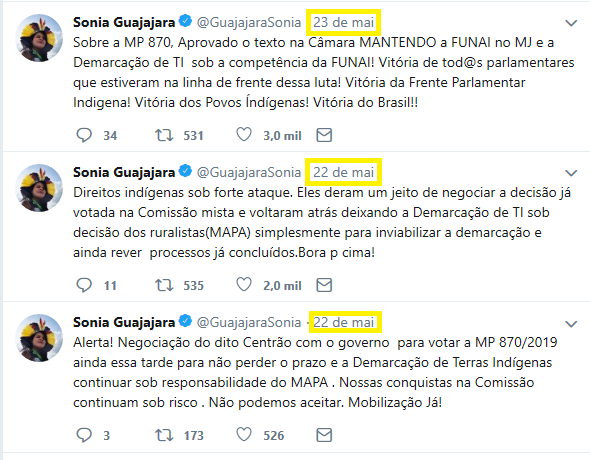 Sonia Guajajara @GuajajaraSonia · 23 de mai
Sobre a MP 870, Aprovado o texto na Câmara MANTENDO a FUNAI no MJ e a
Demarcação de TI sob a competência da FUNAI! Vitória de tod@s parlamentares
que estiveram na linha de frente dessa luta! Vitória da Frente Parlamentar
Indigena! Vitória dos Povos Índígenas! Vitória do Brasil!!
34 531 3,0 mil
Sonia Guajajara @GuajajaraSonia · 22 de mai
Direitos indígenas sob forte ataque. Eles deram um jeito de negociar a decisão já
votada na Comissão mista e voltaram atrás deixando a Demarcação de TI sob
decisão dos ruralistas(MAPA) simplesmente para inviabilizar a demarcação e
ainda rever processos já concluídos.Bora p cima!
11 535 2,0 mil
Sonia Guajajara @GuajajaraSonia · 22 de mai
Alerta! Negociação do dito Centrão com o governo para votar a MP 870/2019
ainda essa tarde para não perder o prazo e a Demarcação de Terras Indígenas
continuar sob responsabilidade do MAPA . Nossas conquistas na Comissão
continuam sob risco . Não podemos aceitar. Mobilização Já!
3 173 526